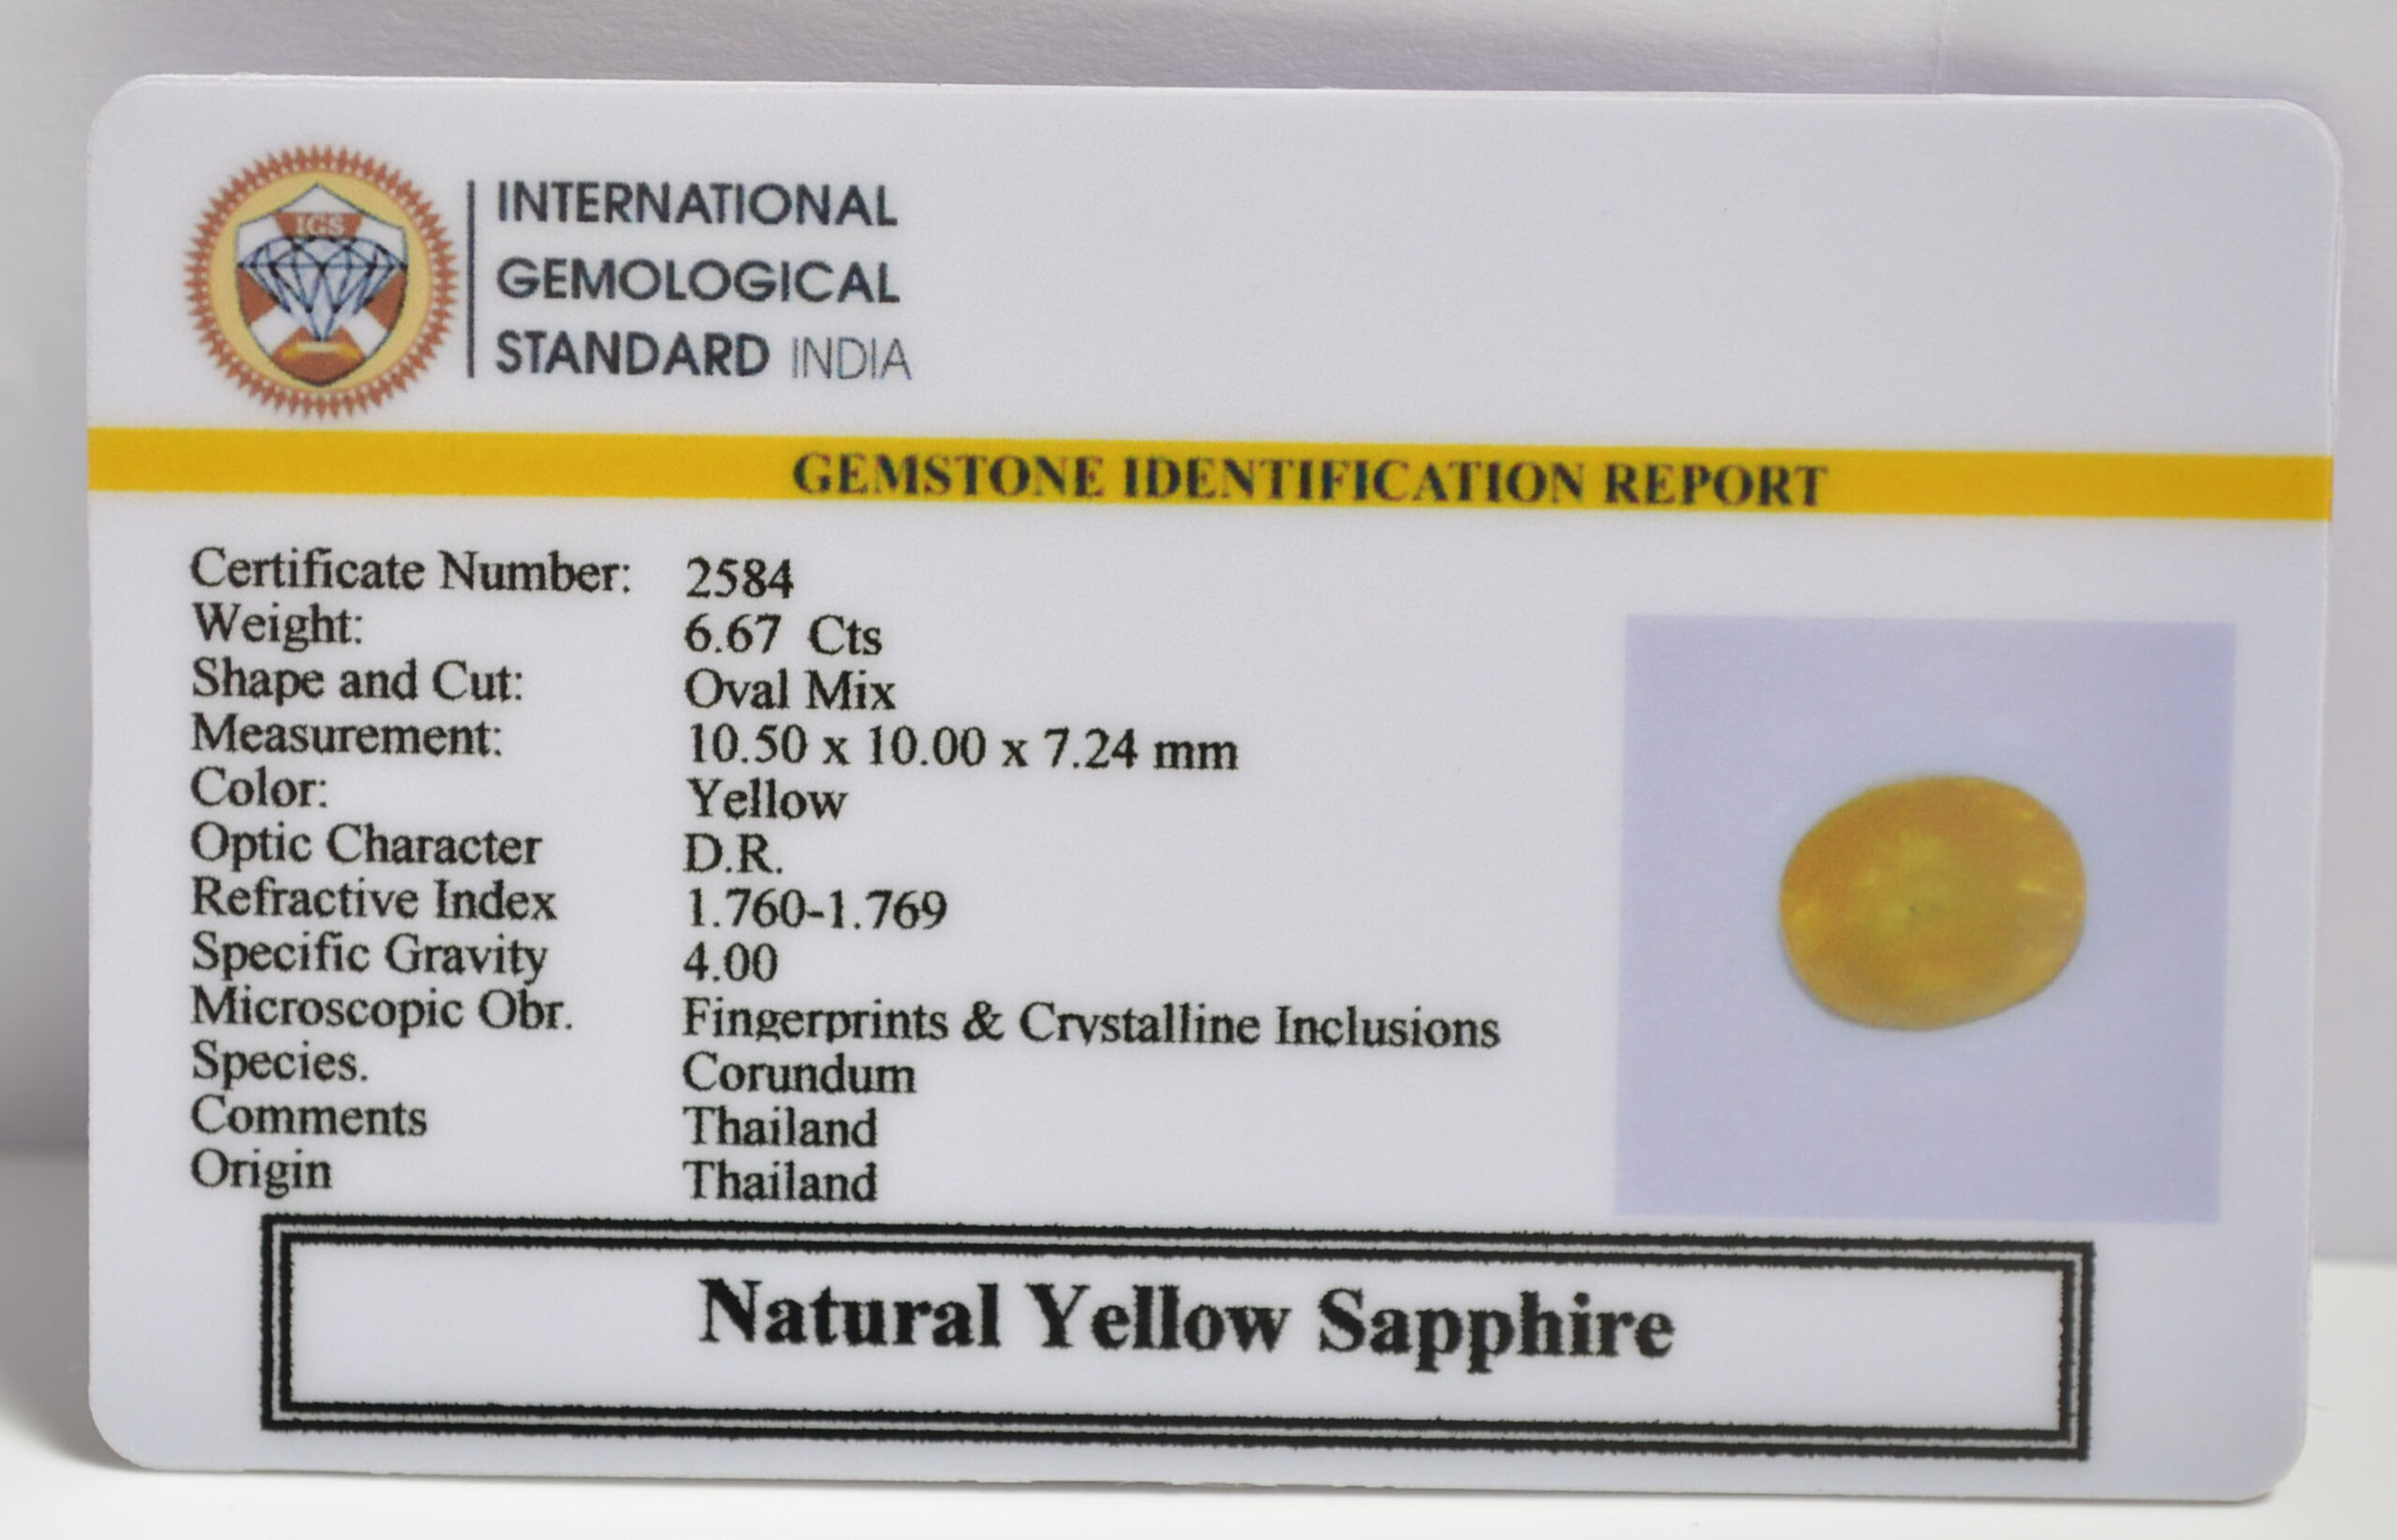 IGS
INTERNATIONAL
GEMOLOGICAL
STANDARD INDIA
GEMSTONE IDENTIFICATION REPORT
Certificate Number: 2584
Weight: 6.67 Cts
Shape and Cut: Oval Mix
Measurement: 10.50 x 10.00 x 7.24 mm
Color: Yellow
Optic Character D.R.
Refractive Index 1.760-1.769
Specific Gravity 4.00
Microscopic Obr. Fingerprints & Crystalline Inclusions
Species. Corundum
Comments Thailand
Origin Thailand
Natural Yellow Sapphire